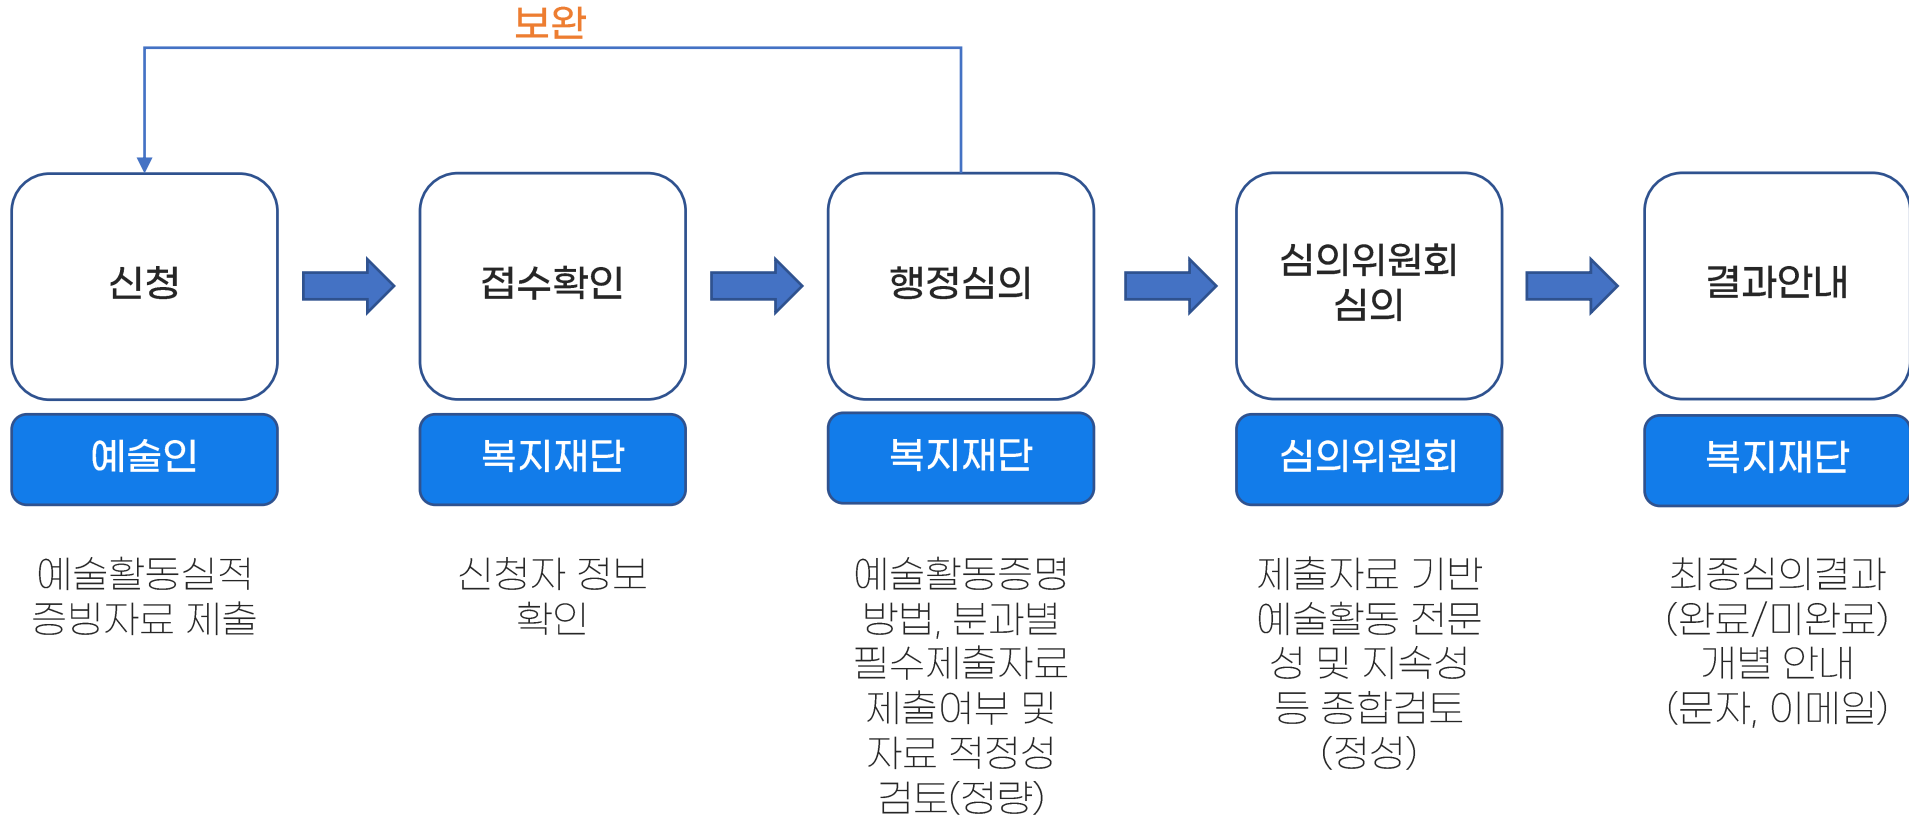 보완
신청
접수확인
행정심의
심의위원회
심의
결과안내
예술인
복지재단
복지재단
심의위원회
복지재단
예술활동실적
증빙자료 제출
신청자 정보
확인
예술활동증명
방법, 분과별
필수제출자료
제출여부 및
자료 적정성
검토(정량)
제출자료 기반
예술활동 전문
성 및 지속성
등 종합검토
(정성)
최종심의결과
(완료/미완료)
개별 안내
(문자, 이메일)